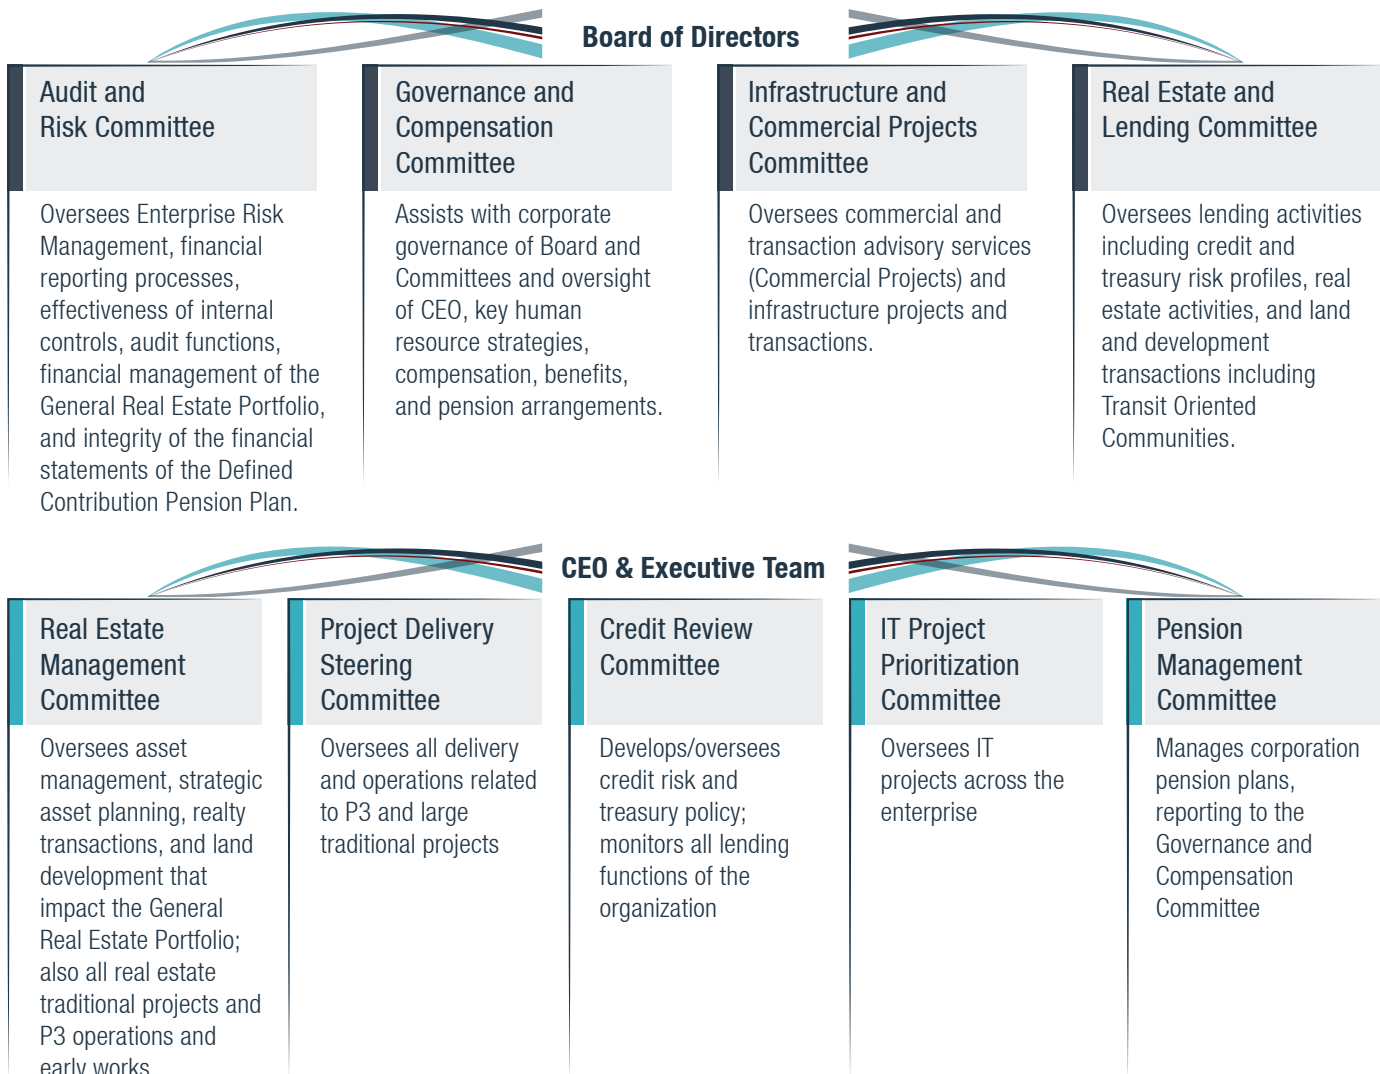 Board of Directors
Audit and
Risk Committee
Oversees Enterprise Risk
Management, financial
reporting processes,
effectiveness of internal
controls, audit functions,
financial management of the
General Real Estate Portfolio,
and integrity of the financial
statements of the Defined
Contribution Pension Plan.
Governance and
Compensation
Committee
Assists with corporate
governance of Board and
Committees and oversight
of CEO, key human
resource strategies,
compensation, benefits,
and pension arrangements.
Infrastructure and
Commercial Projects
Committee
Oversees commercial and
transaction advisory services
(Commercial Projects) and
infrastructure projects and
transactions.
Real Estate and
Lending Committee
Oversees lending activities
including credit and
treasury risk profiles, real
estate activities, and land
and development
transactions including
Transit Oriented
Communities.
CEO & Executive Team
Real Estate
Management
Committee
Oversees asset
management, strategic
asset planning, realty
transactions, and land
development that
impact the General
Real Estate Portfolio;
also all real estate
traditional projects and
P3 operations and
early works
Project Delivery
Steering
Committee
Oversees all delivery
and operations related
to P3 and large
traditional projects
Credit Review
Committee
Develops/oversees
credit risk and
treasury policy;
monitors all lending
functions of the
organization
IT Project
Prioritization
Committee
Oversees IT
projects across the
enterprise
Pension
Management
Committee
Manages corporation
pension plans,
reporting to the
Governance and
Compensation
Committee